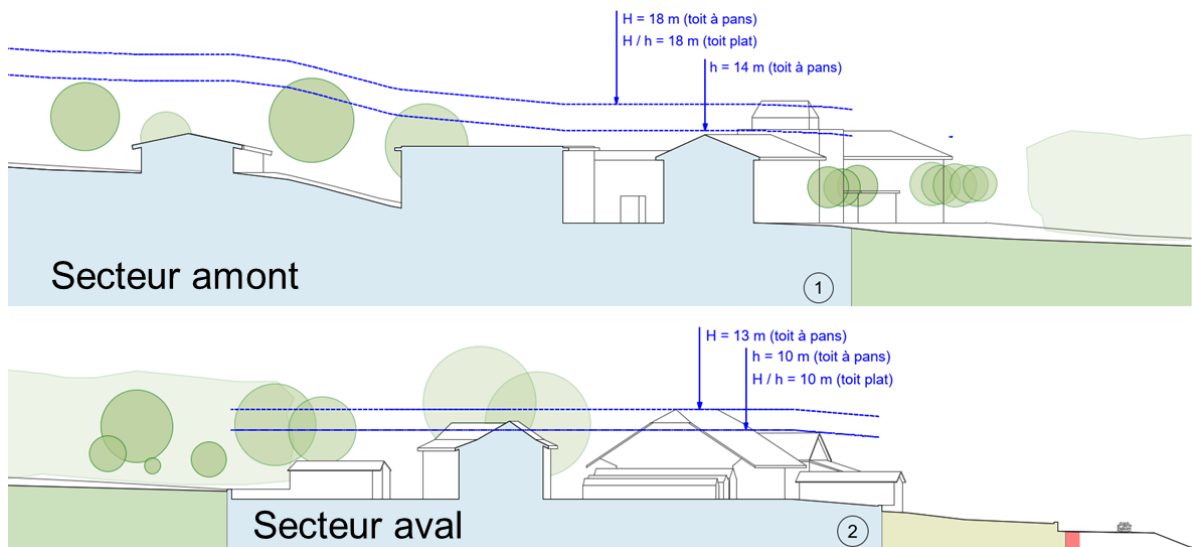 H = 18 m (toit à pans)
H / h = 18 m (toit plat)
h = 14 m (toit à pans)
Secteur amont
1
H = 13 m (toit à pans)
h = 10 m (toit à pans)
H / h = 10 m (toit plat)
Secteur aval
2